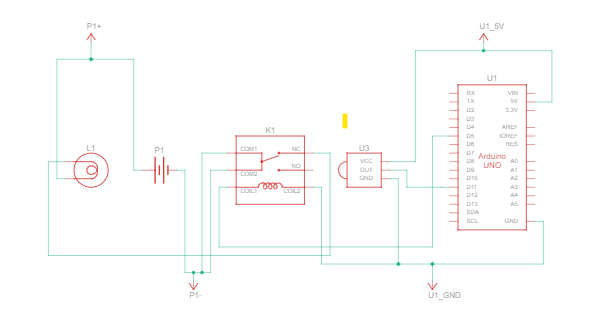 P1+
U1_5V
U1
RX
TX
D2
D3
D4
D5
D6
D7
D8
D9
D10
D11
D12
D13
SDA
SCL
VIN
5V
3.3V
AREF
IOREF
RES
A0
A1
A2
A3
A4
A5
GND
Arduino
UNO
K1
COM1
NC
NO
COM2
COIL1
COIL2
U3
VCC
OUT
GND
L1
P1
P1-
U1_GND